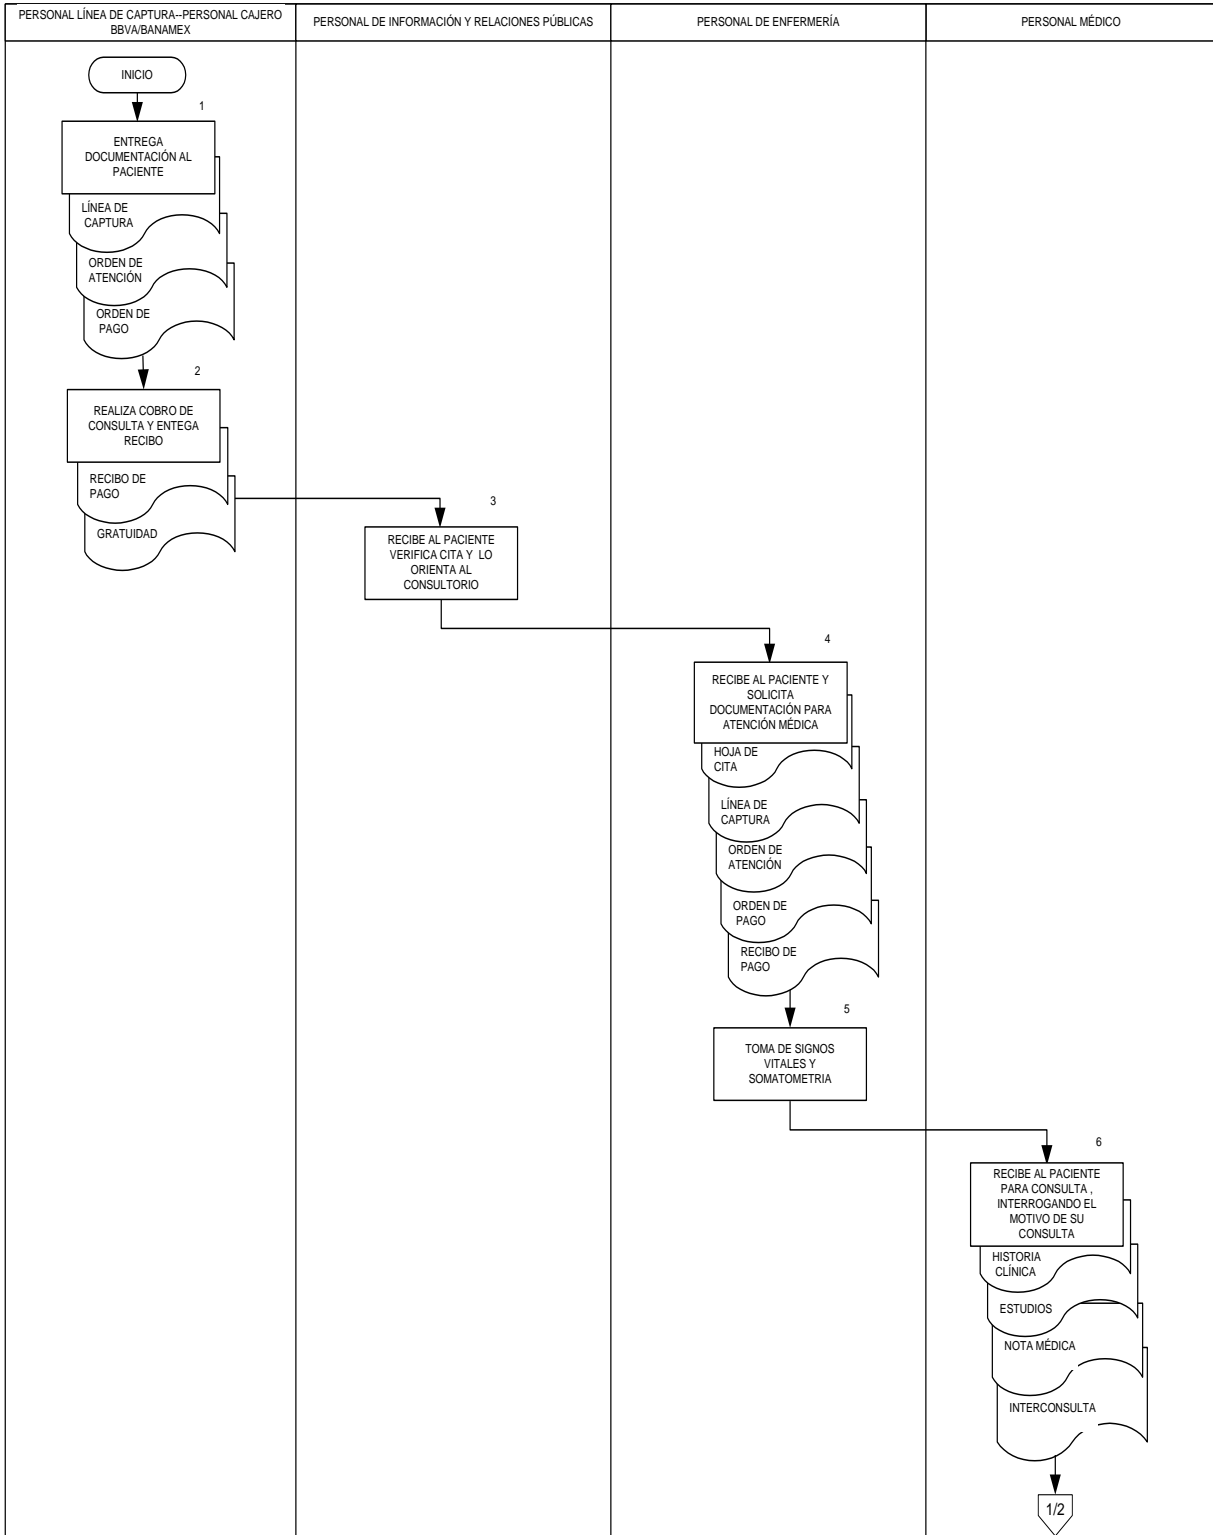 PERSONAL LÍNEA DE CAPTURA--PERSONAL CAJERO
BBVA/BANAMEX
PERSONAL DE INFORMACIÓN Y RELACIONES PÚBLICAS
PERSONAL DE ENFERMERÍA
PERSONAL MÉDICO
INICIO
1
ENTREGA
DOCUMENTACIÓN AL
PACIENTE
LÍNEA DE
CAPTURA
ORDEN DE
ATENCIÓN
ORDEN DE
PAGO
2
REALIZA COBRO DE
CONSULTA Y ENTEGA
RECIBO
RECIBO DE
PAGO
GRATUIDAD
3
RECIBE AL PACIENTE
VERIFICA CITA Y LO
ORIENTA AL
CONSULTORIO
4
RECIBE AL PACIENTE Y
SOLICITA
DOCUMENTACIÓN PARA
ATENCIÓN MÉDICA
HOJA DE
CITA
LÍNEA DE
CAPTURA
ORDEN DE
ATENCIÓN
ORDEN DE
PAGO
RECIBO DE
PAGO
5
TOMA DE SIGNOS
VITALES Y
SOMATOMETRIA
6
RECIBE AL PACIENTE
PARA CONSULTA ,
INTERROGANDO EL
MOTIVO DE SU
CONSULTA
HISTORIA
CLÍNICA
ESTUDIOS
NOTA MÉDICA
INTERCONSULTA
1/2